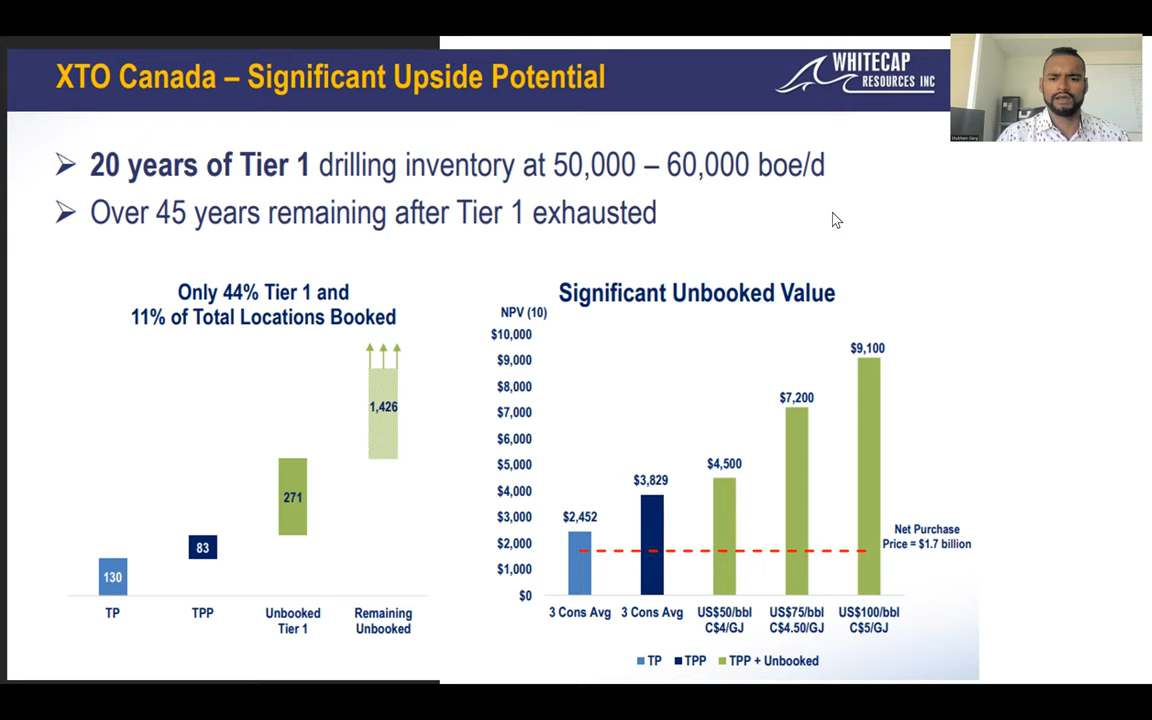 XTO Canada – Significant Upside Potential
WHITECAP
RESOURCES INC
Shubham Garg
➢ 20 years of Tier 1 drilling inventory at 50,000 – 60,000 boe/d
➢ Over 45 years remaining after Tier 1 exhausted
Only 44% Tier 1 and
11% of Total Locations Booked
1,426
271
83
130
TP
TPP
Unbooked
Tier 1
Remaining
Unbooked
Significant Unbooked Value
NPV (10)
$10,000
$9,000
$8,000
$7,000
$6,000
$5,000
$4,000
$3,000
$2,000
$1,000
$0
$2,452
$3,829
$4,500
$7,200
$9,100
Net Purchase
Price = $1.7 billion
3 Cons Avg
3 Cons Avg
US$50/bbl
C$4/GJ
US$75/bbl
C$4.50/GJ
US$100/bbl
C$5/GJ
TP
TPP
TPP + Unbooked